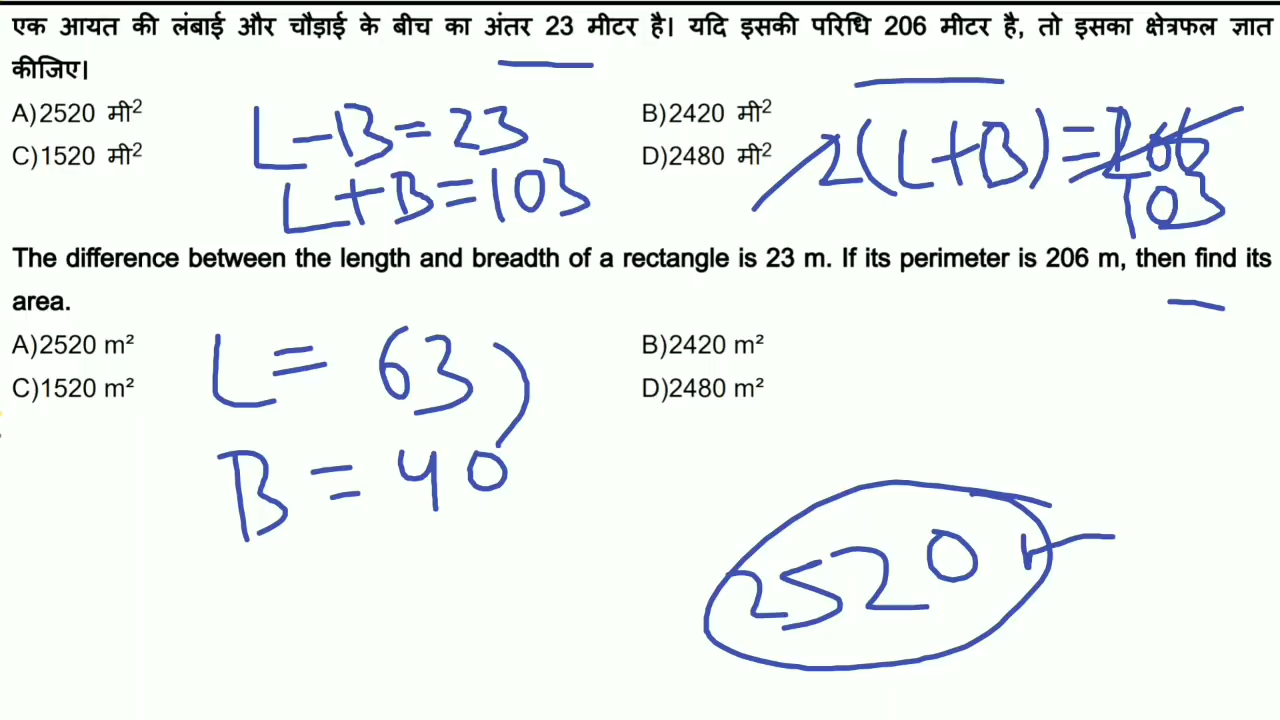 एक आयत की लंबाई और चौड़ाई के बीच का अंतर 23 मीटर है। यदि इसकी परिधि 206 मीटर है, तो इसका क्षेत्रफल ज्ञात
कीजिए।
A)2520 मी² B)2420 मी²
C)1520 मी² D)2480 मी²
L-B=23
L+B=103
2(L+B)=206
103
The difference between the length and breadth of a rectangle is 23 m. If its perimeter is 206 m, then find its
area.
A)2520 m² B)2420 m²
C)1520 m² D)2480 m²
L = 63
B = 40
2520